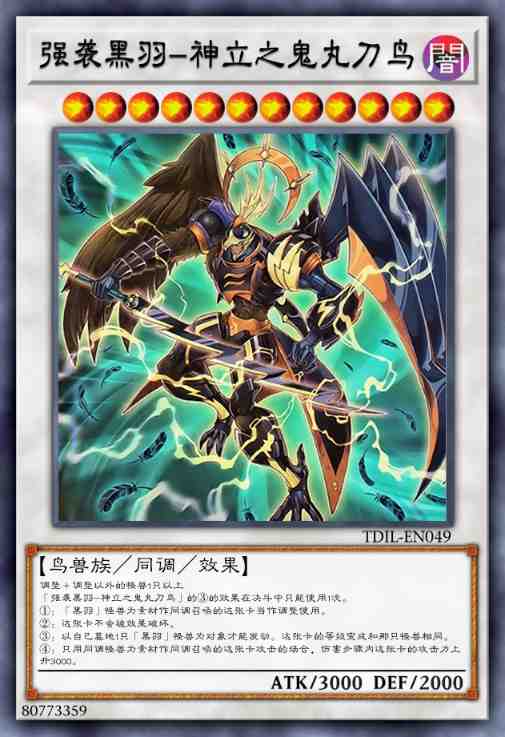 强袭黑羽-神立之鬼丸刀鸟
闇
TDIL-EN049
【鸟兽族／同调／效果】
调整+调整以外的怪兽1只以上
「强袭黑羽-神立之鬼丸刀鸟」的③的效果在决斗中只能使用1次。
①：「黑羽」怪兽为素材作同调召唤的这张卡当作调整使用。
②：这张卡不会被效果破坏。
③：以自己墓地1只「黑羽」怪兽为对象才能发动。这张卡的等级变成和那只怪兽相同。
④：只用同调怪兽为素材作同调召唤的这张卡攻击的场合，伤害步骤内这张卡的攻击力上
升3000。
ATK/3000 DEF/2000
80773359